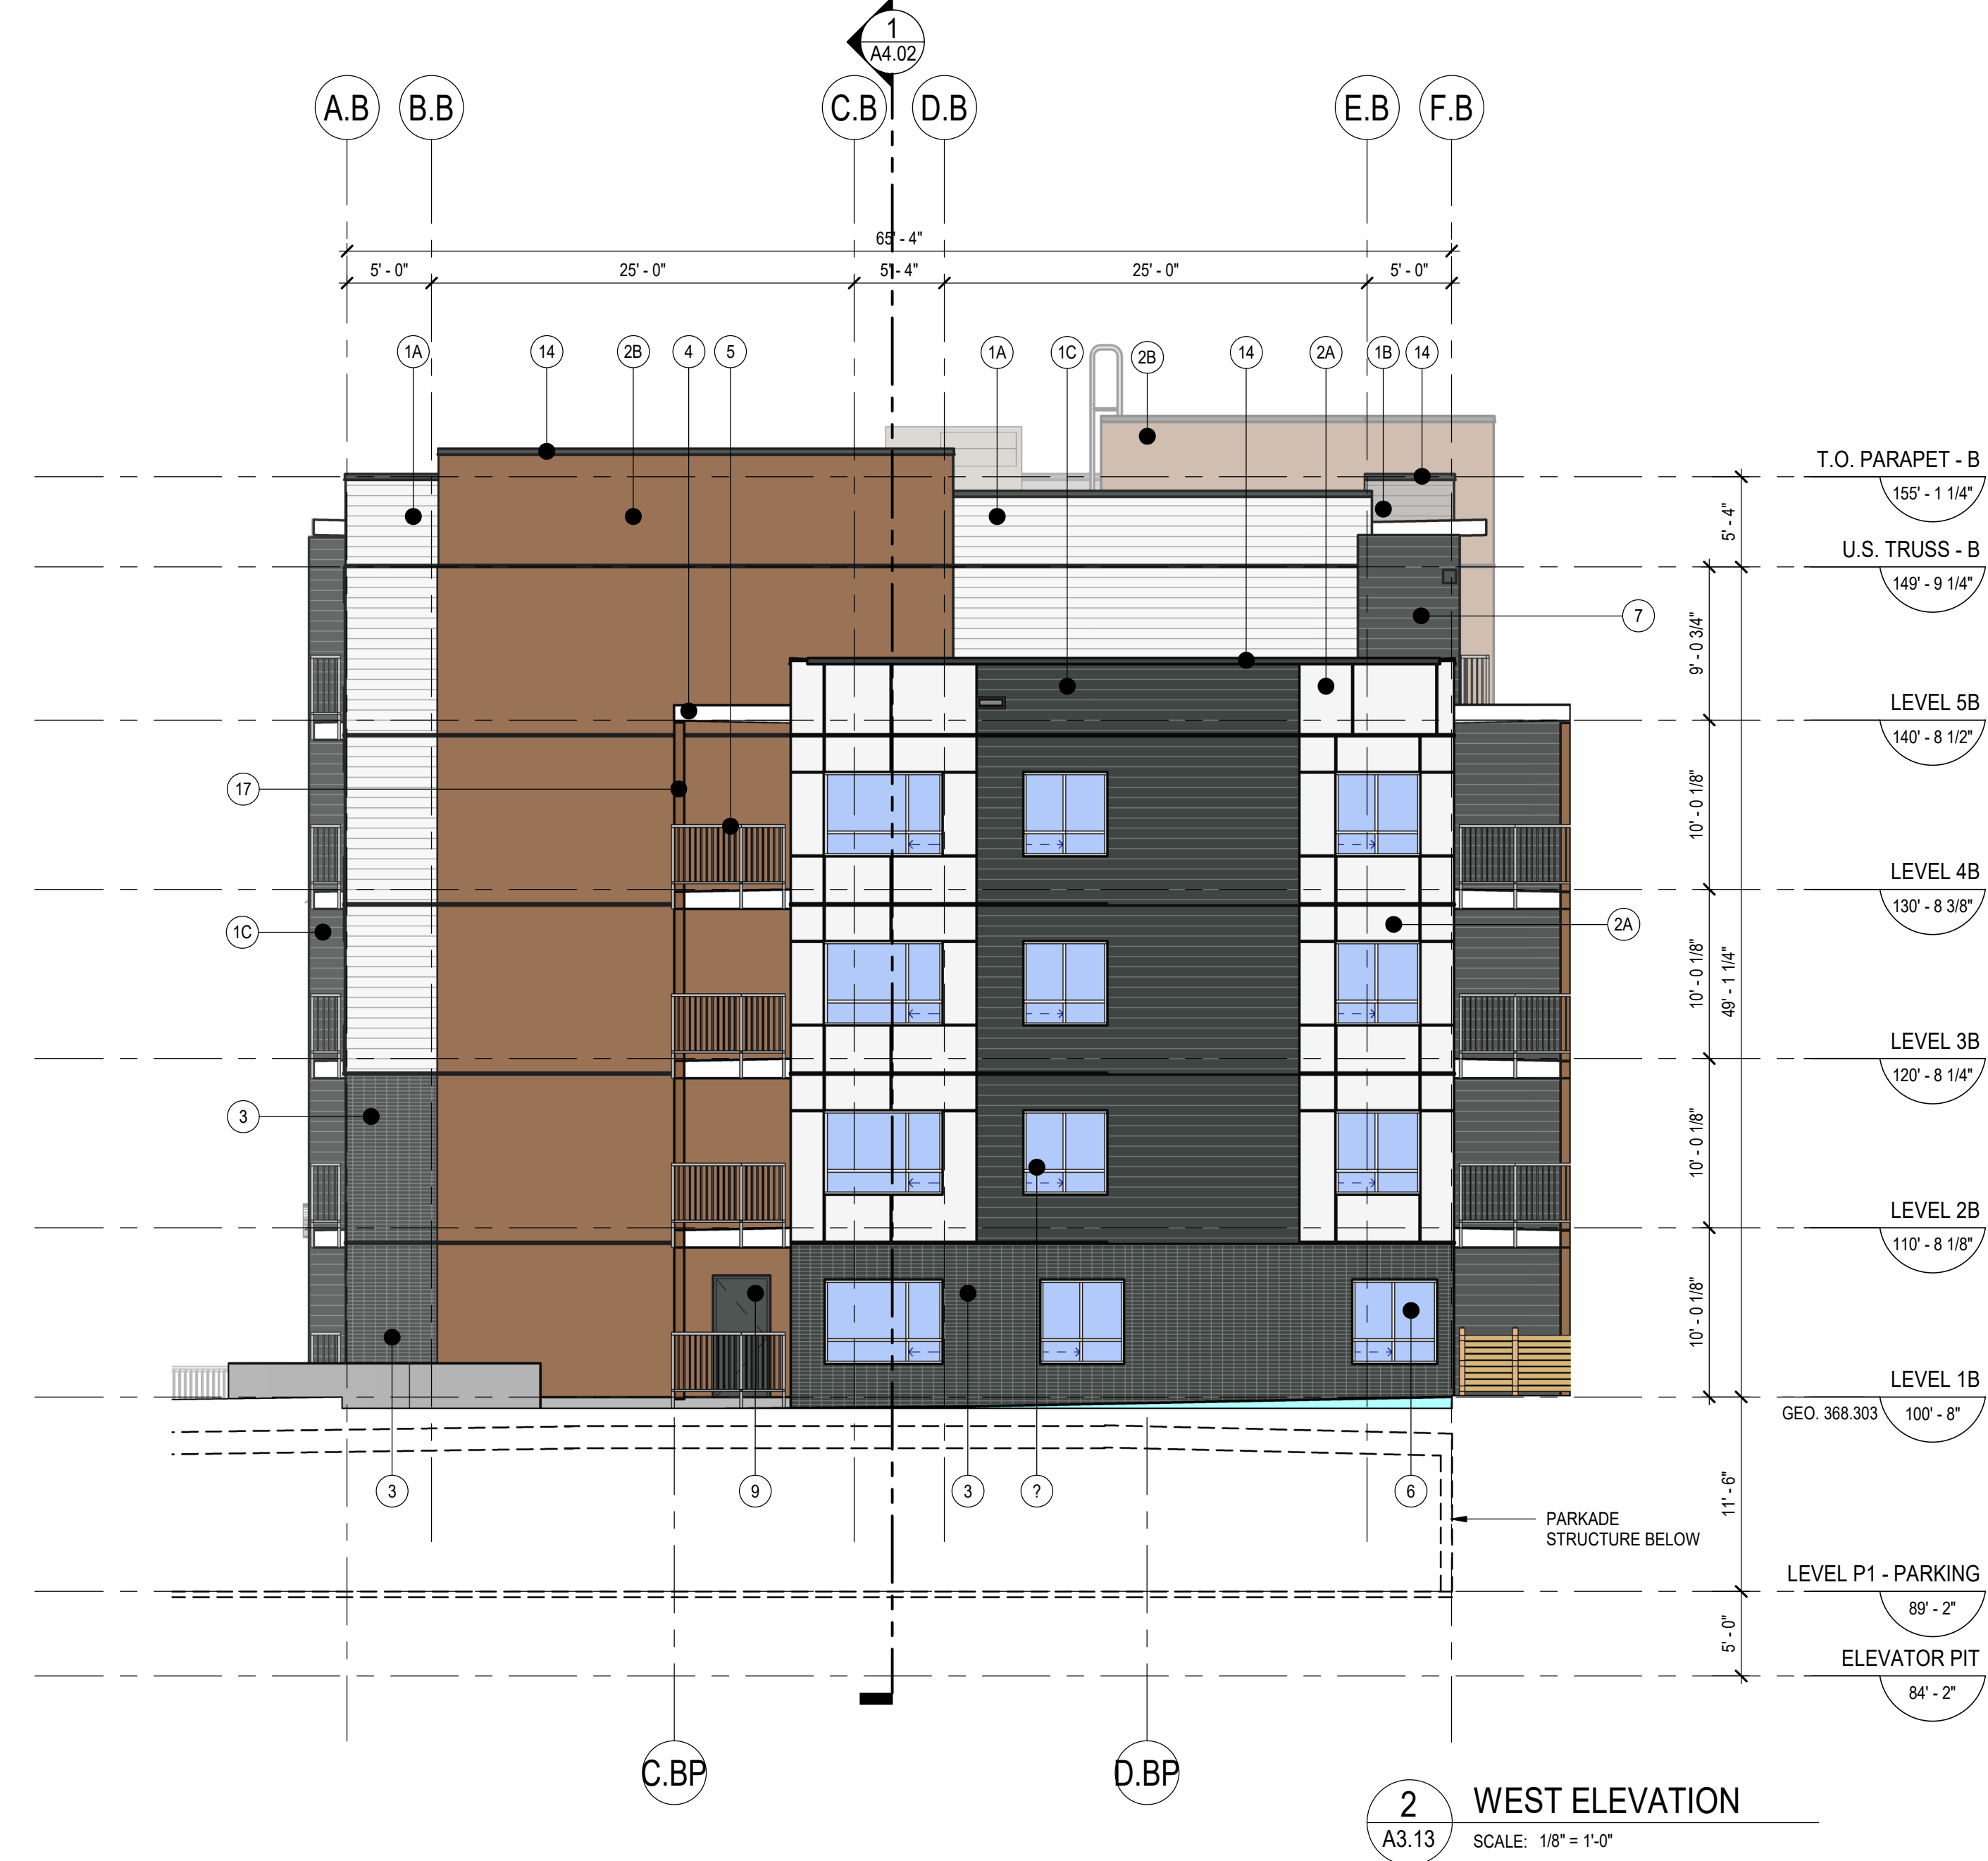 1
A4.02
A.B B.B C.B D.B E.B F.B
65' - 4"
5' - 0" 25' - 0" 5' - 4" 25' - 0" 5' - 0"
1A 14 2B 4 5 1A 1C 2B 14 2A 1B 14
T.O. PARAPET - B
155' - 1 1/4"
5' - 4"
U.S. TRUSS - B
149' - 9 1/4"
7
9' - 0 3/4"
LEVEL 5B
140' - 8 1/2"
17
10' - 0 1/8"
LEVEL 4B
130' - 8 3/8"
1C
2A
10' - 0 1/8"
49' - 1 1/4"
LEVEL 3B
120' - 8 1/4"
3
10' - 0 1/8"
LEVEL 2B
110' - 8 1/8"
10' - 0 1/8"
LEVEL 1B
GEO. 368.303
100' - 8"
3 9 3 ? 6
11' - 6"
PARKADE
STRUCTURE BELOW
LEVEL P1 - PARKING
89' - 2"
5' - 0"
ELEVATOR PIT
84' - 2"
C.BP D.BP
2
A3.13
WEST ELEVATION
SCALE: 1/8" = 1'-0"